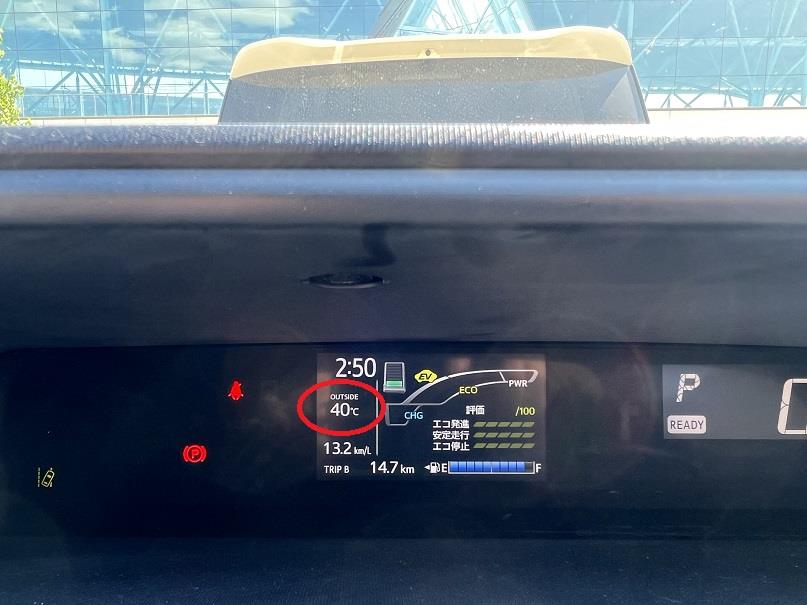 2:50
OUTSIDE
40℃
13.2 km/L
TRIP B 14.7 km
EV
ECO
PWR
CHG
評価 /100
エコ発進
安定走行
エコ停止
E F
P
READY
0
(P)